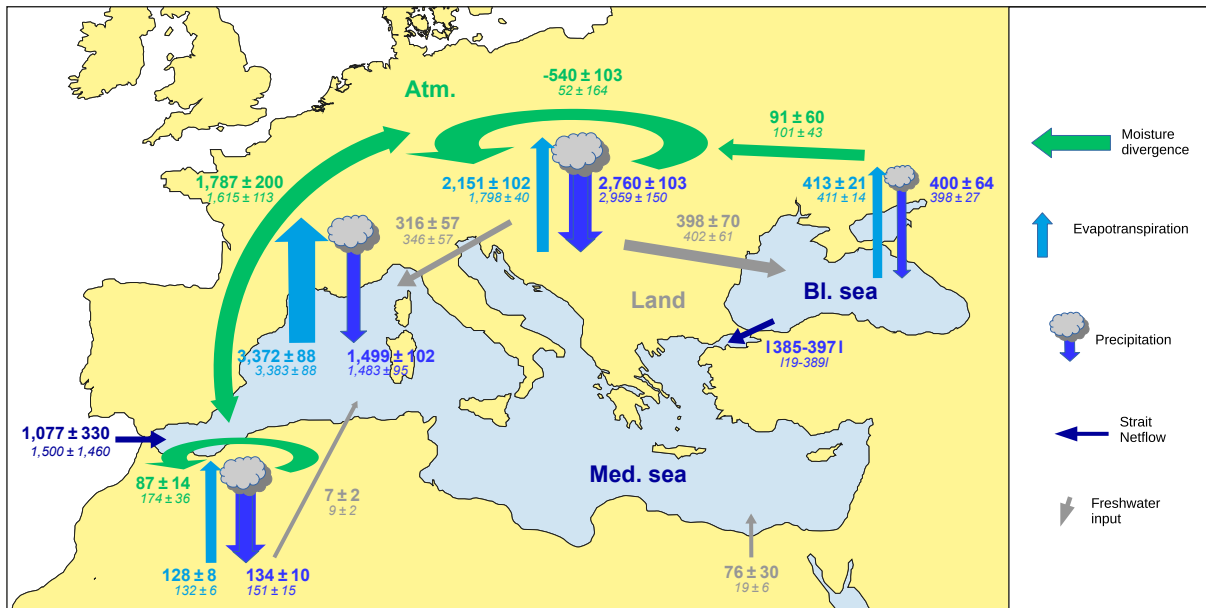 -540 ± 103
52 ± 164
Atm.
91 ± 60
101 ± 43
Moisture
divergence
1,787 ± 200
1,615 ± 113
2,151 ± 102
1,798 ± 40
2,760 ± 103
2,959 ± 150
413 ± 21
411 ± 14
400 ± 64
398 ± 27
316 ± 57
346 ± 57
398 ± 70
402 ± 61
Evapotranspiration
Land
Bl. sea
3,372 ± 88
3,383 ± 88
1,499 ± 102
1,483 ± 95
I385-397I
I19-389I
Precipitation
1,077 ± 330
1,500 ± 1,460
Strait
Netflow
Med. sea
87 ± 14
174 ± 36
7 ± 2
9 ± 2
Freshwater
input
128 ± 8
132 ± 6
134 ± 10
151 ± 15
76 ± 30
19 ± 6